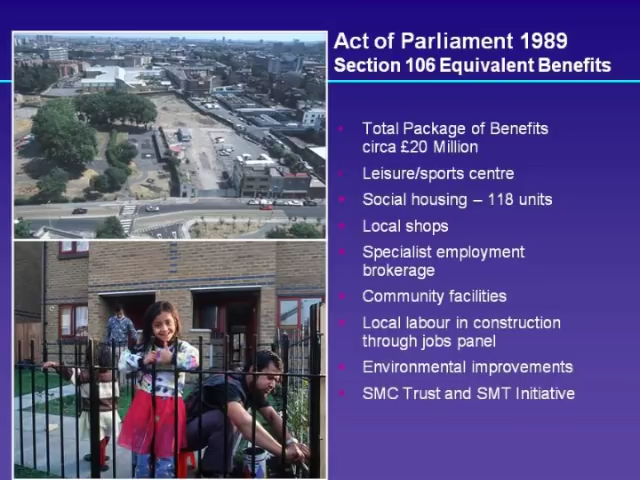 Act of Parliament 1989
Section 106 Equivalent Benefits
Total Package of Benefits
circa £20 Million
Leisure/sports centre
Social housing – 118 units
Local shops
Specialist employment
brokerage
Community facilities
Local labour in construction
through jobs panel
Environmental improvements
SMC Trust and SMT Initiative